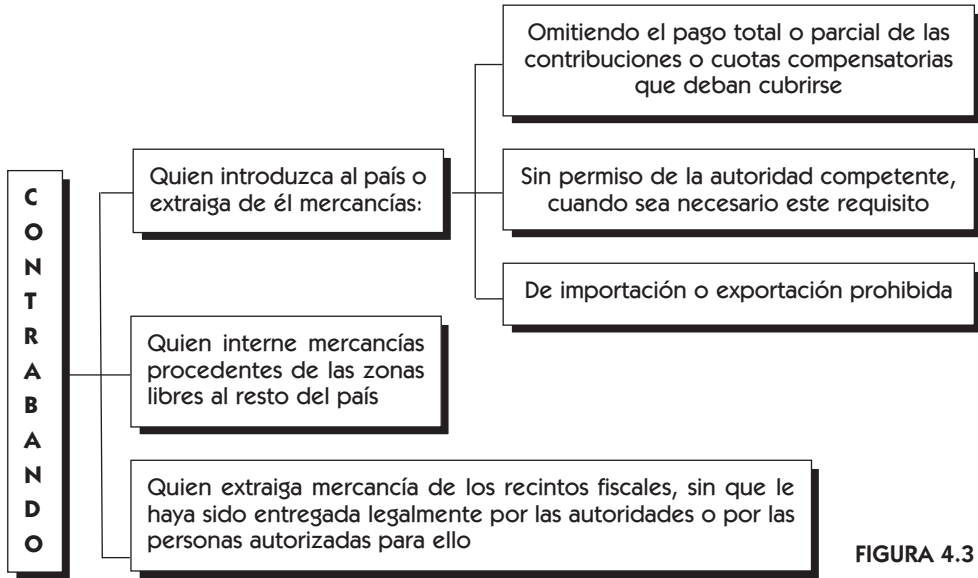 CONTRABANDO
Quien introduzca al país o
extraiga de él mercancías:
Omitiendo el pago total o parcial de las
contribuciones o cuotas compensatorias
que deban cubrirse
Sin permiso de la autoridad competente,
cuando sea necesario este requisito
De importación o exportación prohibida
Quien interne mercancías
procedentes de las zonas
libres al resto del país
Quien extraiga mercancía de los recintos fiscales, sin que le
haya sido entregada legalmente por las autoridades o por las
personas autorizadas para ello
FIGURA 4.3